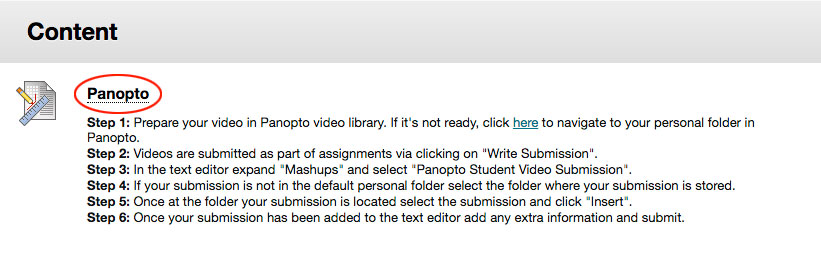 Content
Panopto
Step 1: Prepare your video in Panopto video library. If it's not ready, click here to navigate to your personal folder in
Panopto.
Step 2: Videos are submitted as part of assignments via clicking on "Write Submission".
Step 3: In the text editor expand "Mashups" and select "Panopto Student Video Submission".
Step 4: If your submission is not in the default personal folder select the folder where your submission is stored.
Step 5: Once at the folder your submission is located select the submission and click "Insert".
Step 6: Once your submission has been added to the text editor add any extra information and submit.